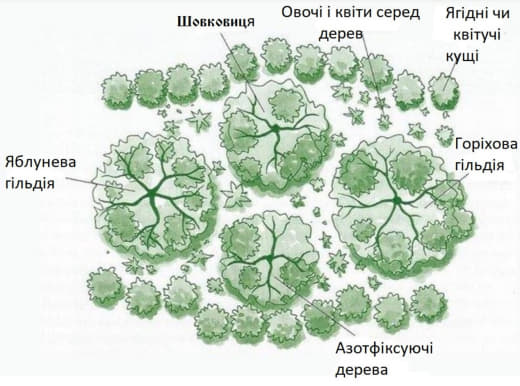 Шовковиця
Овочі і квіти серед
дерев
Ягідні чи
квітучі
кущі
Яблунева
гільдія
Горіхова
гільдія
Азотфіксуючі
дерева